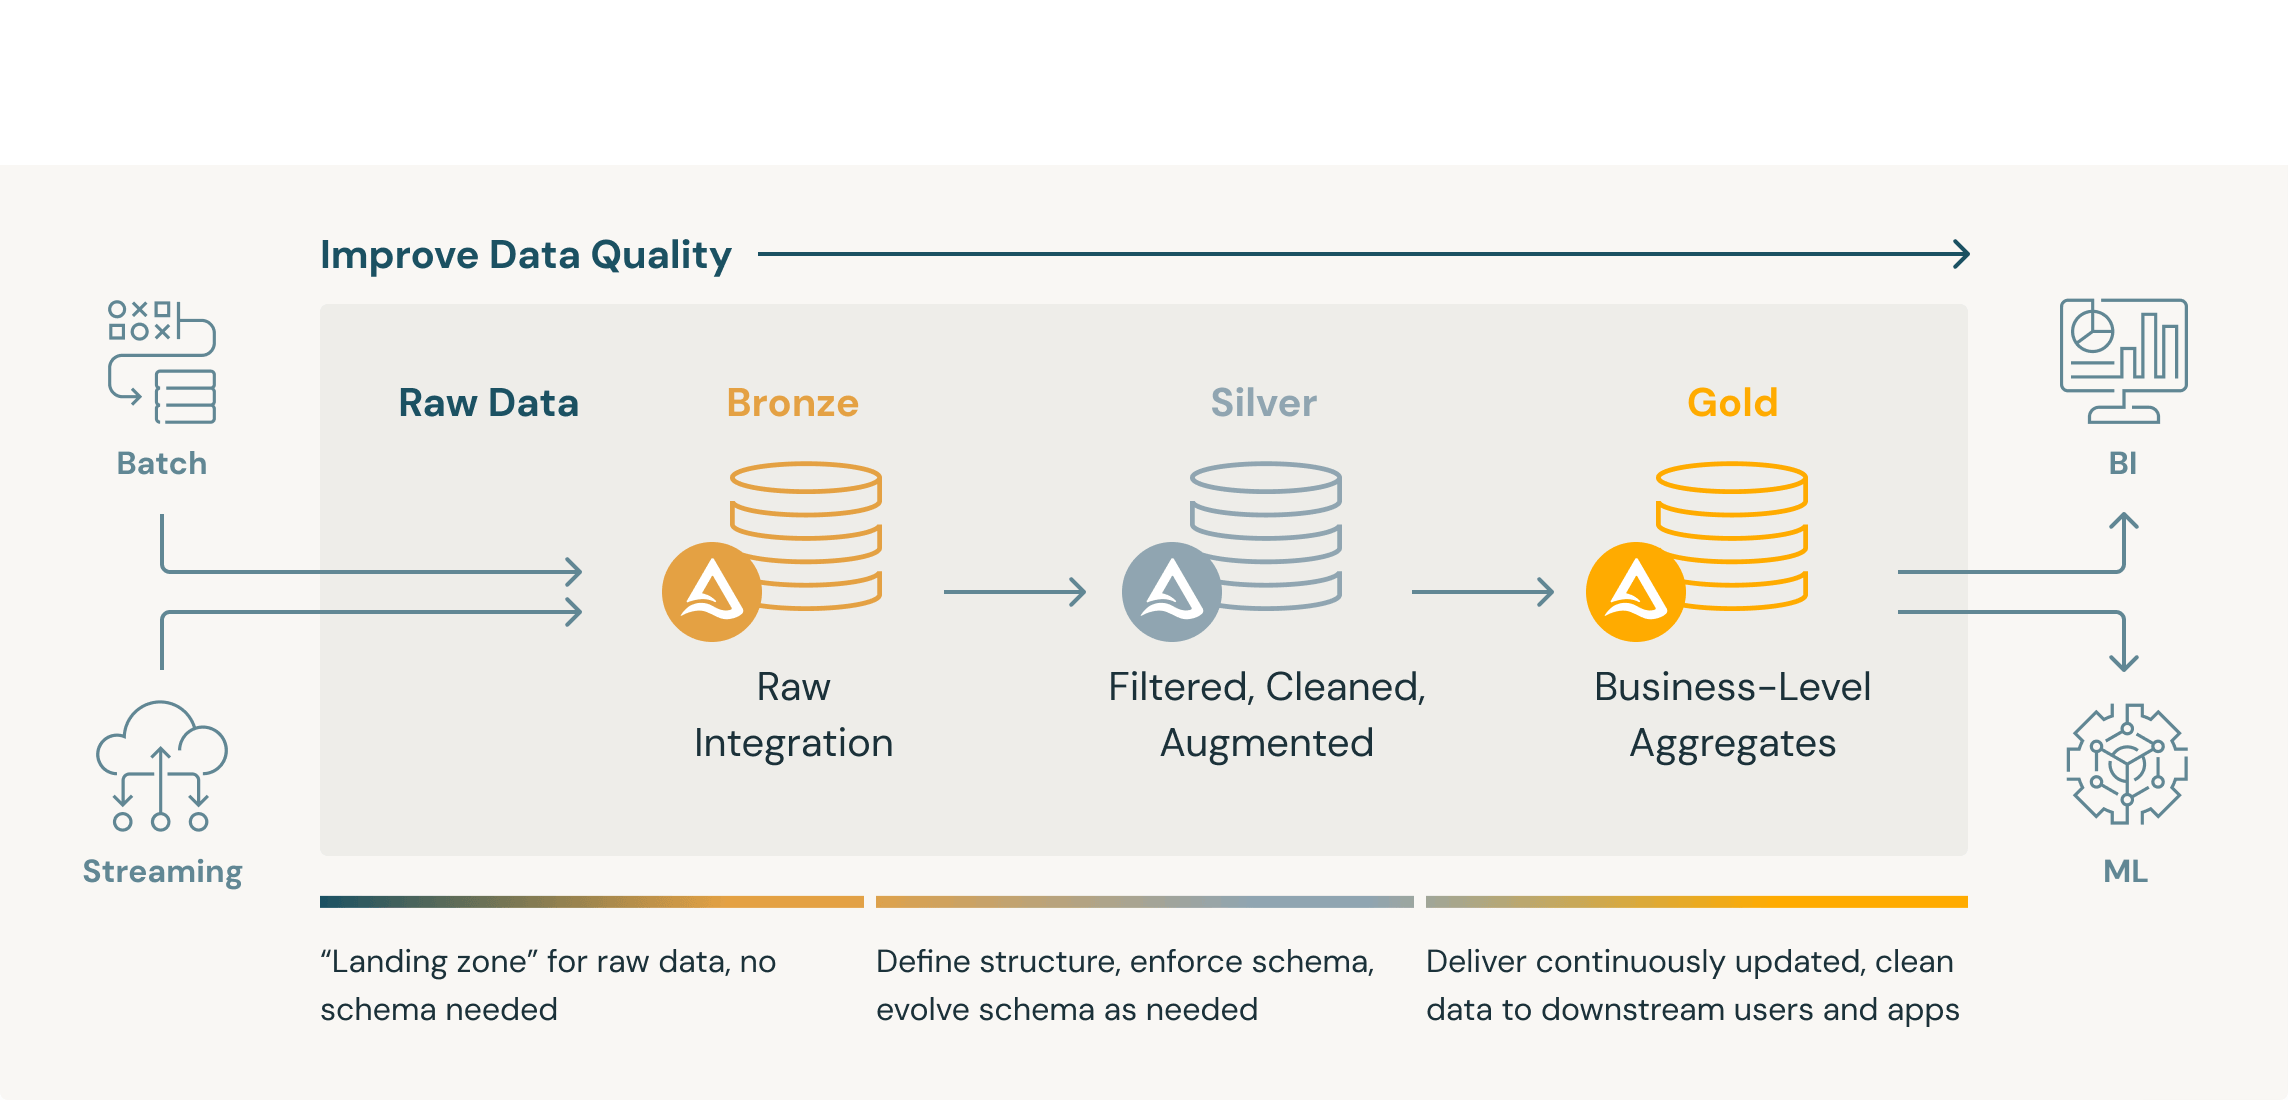 Improve Data Quality
Batch
Streaming
Raw Data
Bronze
Raw
Integration
Silver
Filtered, Cleaned,
Augmented
Gold
Business-Level
Aggregates
BI
ML
“Landing zone” for raw data, no
schema needed
Define structure, enforce schema,
evolve schema as needed
Deliver continuously updated, clean
data to downstream users and apps